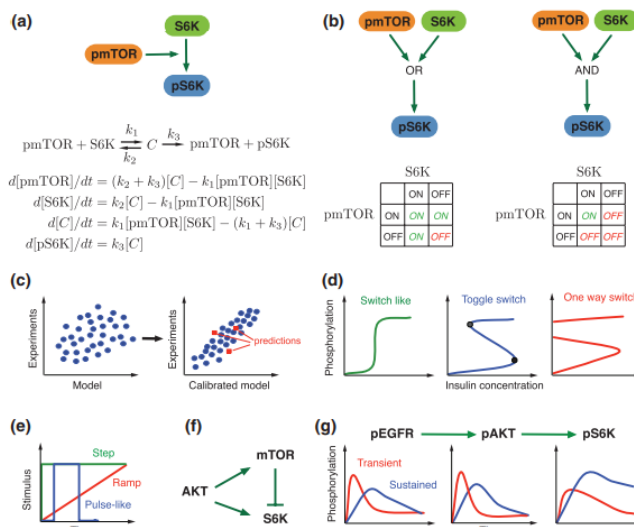 (a)
S6K
pmTOR
pS6K
pmTOR + S6K k1 ⇌ k2 C k3 → pmTOR + pS6K
d[pmTOR]/dt = (k2 + k3)[C] − k1[pmTOR][S6K]
d[S6K]/dt = k2[C] − k1[pmTOR][S6K]
d[C]/dt = k1[pmTOR][S6K] − (k1 + k3)[C]
d[pS6K]/dt = k3[C]
(b)
pmTOR S6K
OR
pS6K
S6K
ON OFF
pmTOR
ON ON ON
OFF ON OFF
pmTOR S6K
AND
pS6K
S6K
ON OFF
pmTOR
ON ON OFF
OFF OFF OFF
(c)
Experiments
Model
Experiments
predictions
Calibrated model
(d)
Phosphorylation
Switch like
Toggle switch
One way switch
Insulin concentration
(e)
Stimulus
Step
Ramp
Pulse-like
(f)
mTOR
AKT
S6K
(g)
pEGFR pAKT pS6K
Phosphorylation
Transient
Sustained